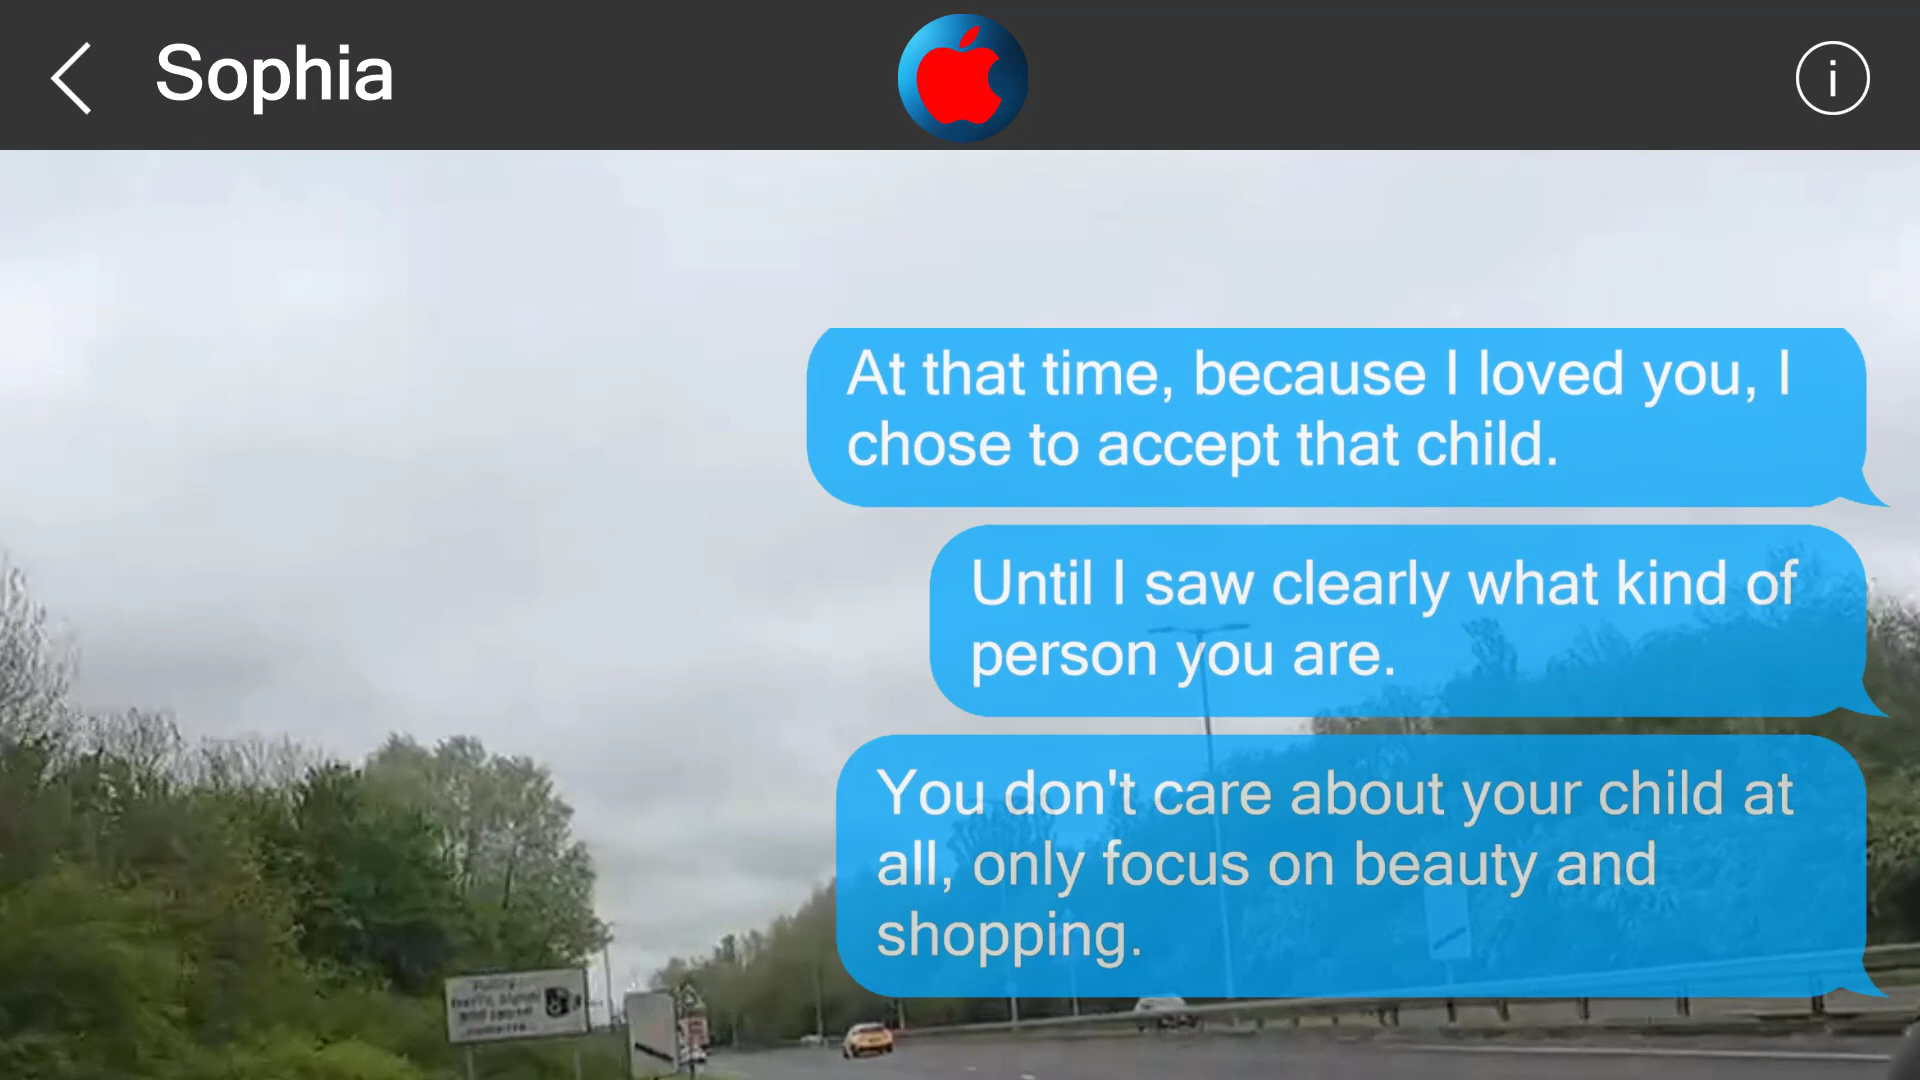 Sophia
At that time, because I loved you, I
chose to accept that child.
Until I saw clearly what kind of
person you are.
You don't care about your child at
all, only focus on beauty and
shopping.